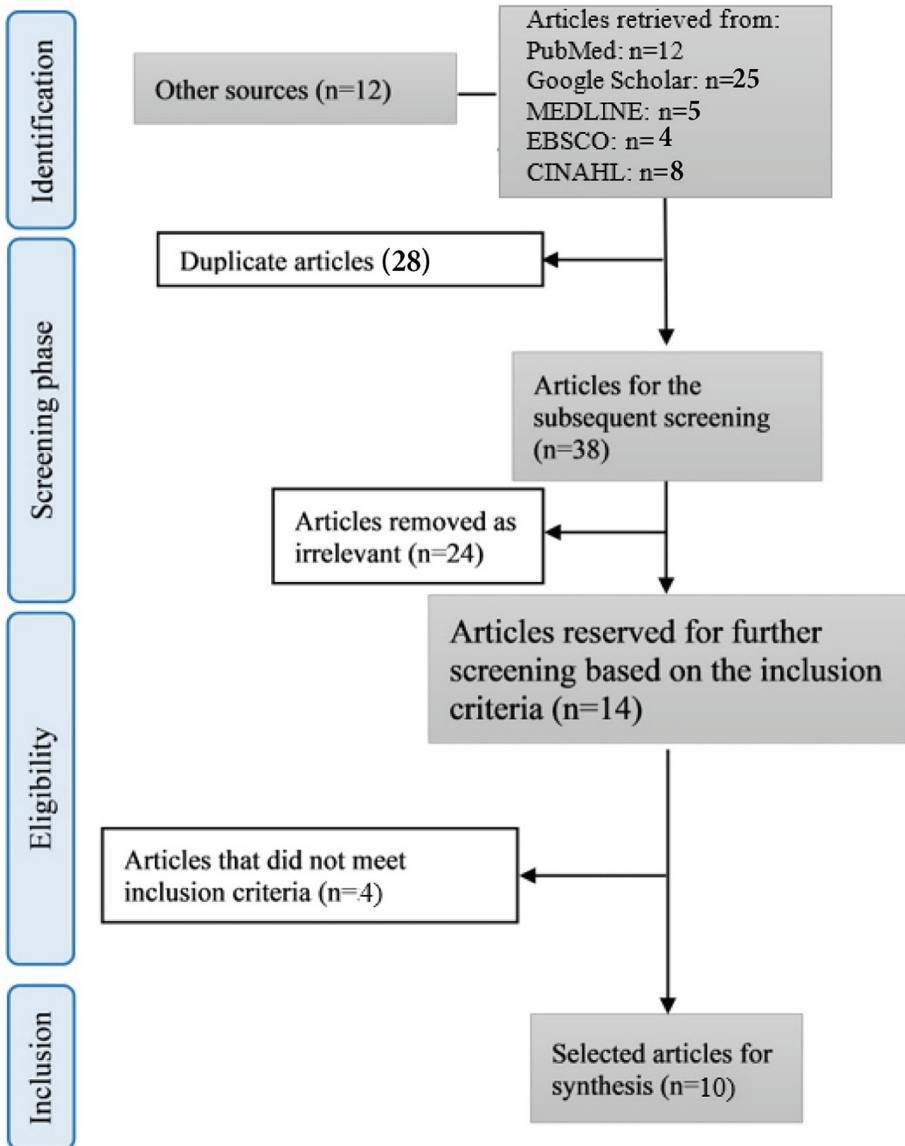 Identification
Other sources (n=12)
Articles retrieved from:
PubMed: n=12
Google Scholar: n=25
MEDLINE: n=5
EBSCO: n= 4
CINAHL: n=8
Screening phase
Duplicate articles (28)
Articles for the
subsequent screening
(n=38)
Articles removed as
irrelevant (n=24)
Eligibility
Articles reserved for further
screening based on the inclusion
criteria (n=14)
Articles that did not meet
inclusion criteria (n=4)
Inclusion
Selected articles for
synthesis (n=10)